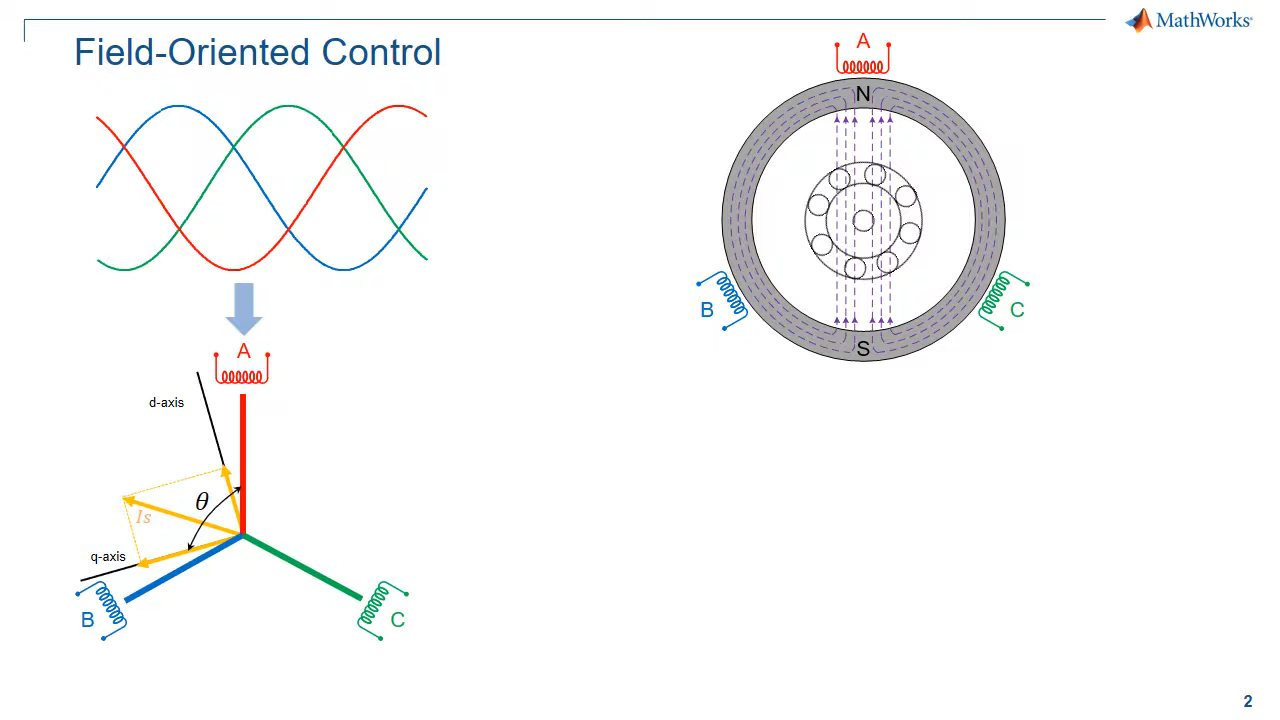 MathWorks®
Field-Oriented Control
A
N
B
C
S
A
d-axis
θ
Is
q-axis
B
C
2